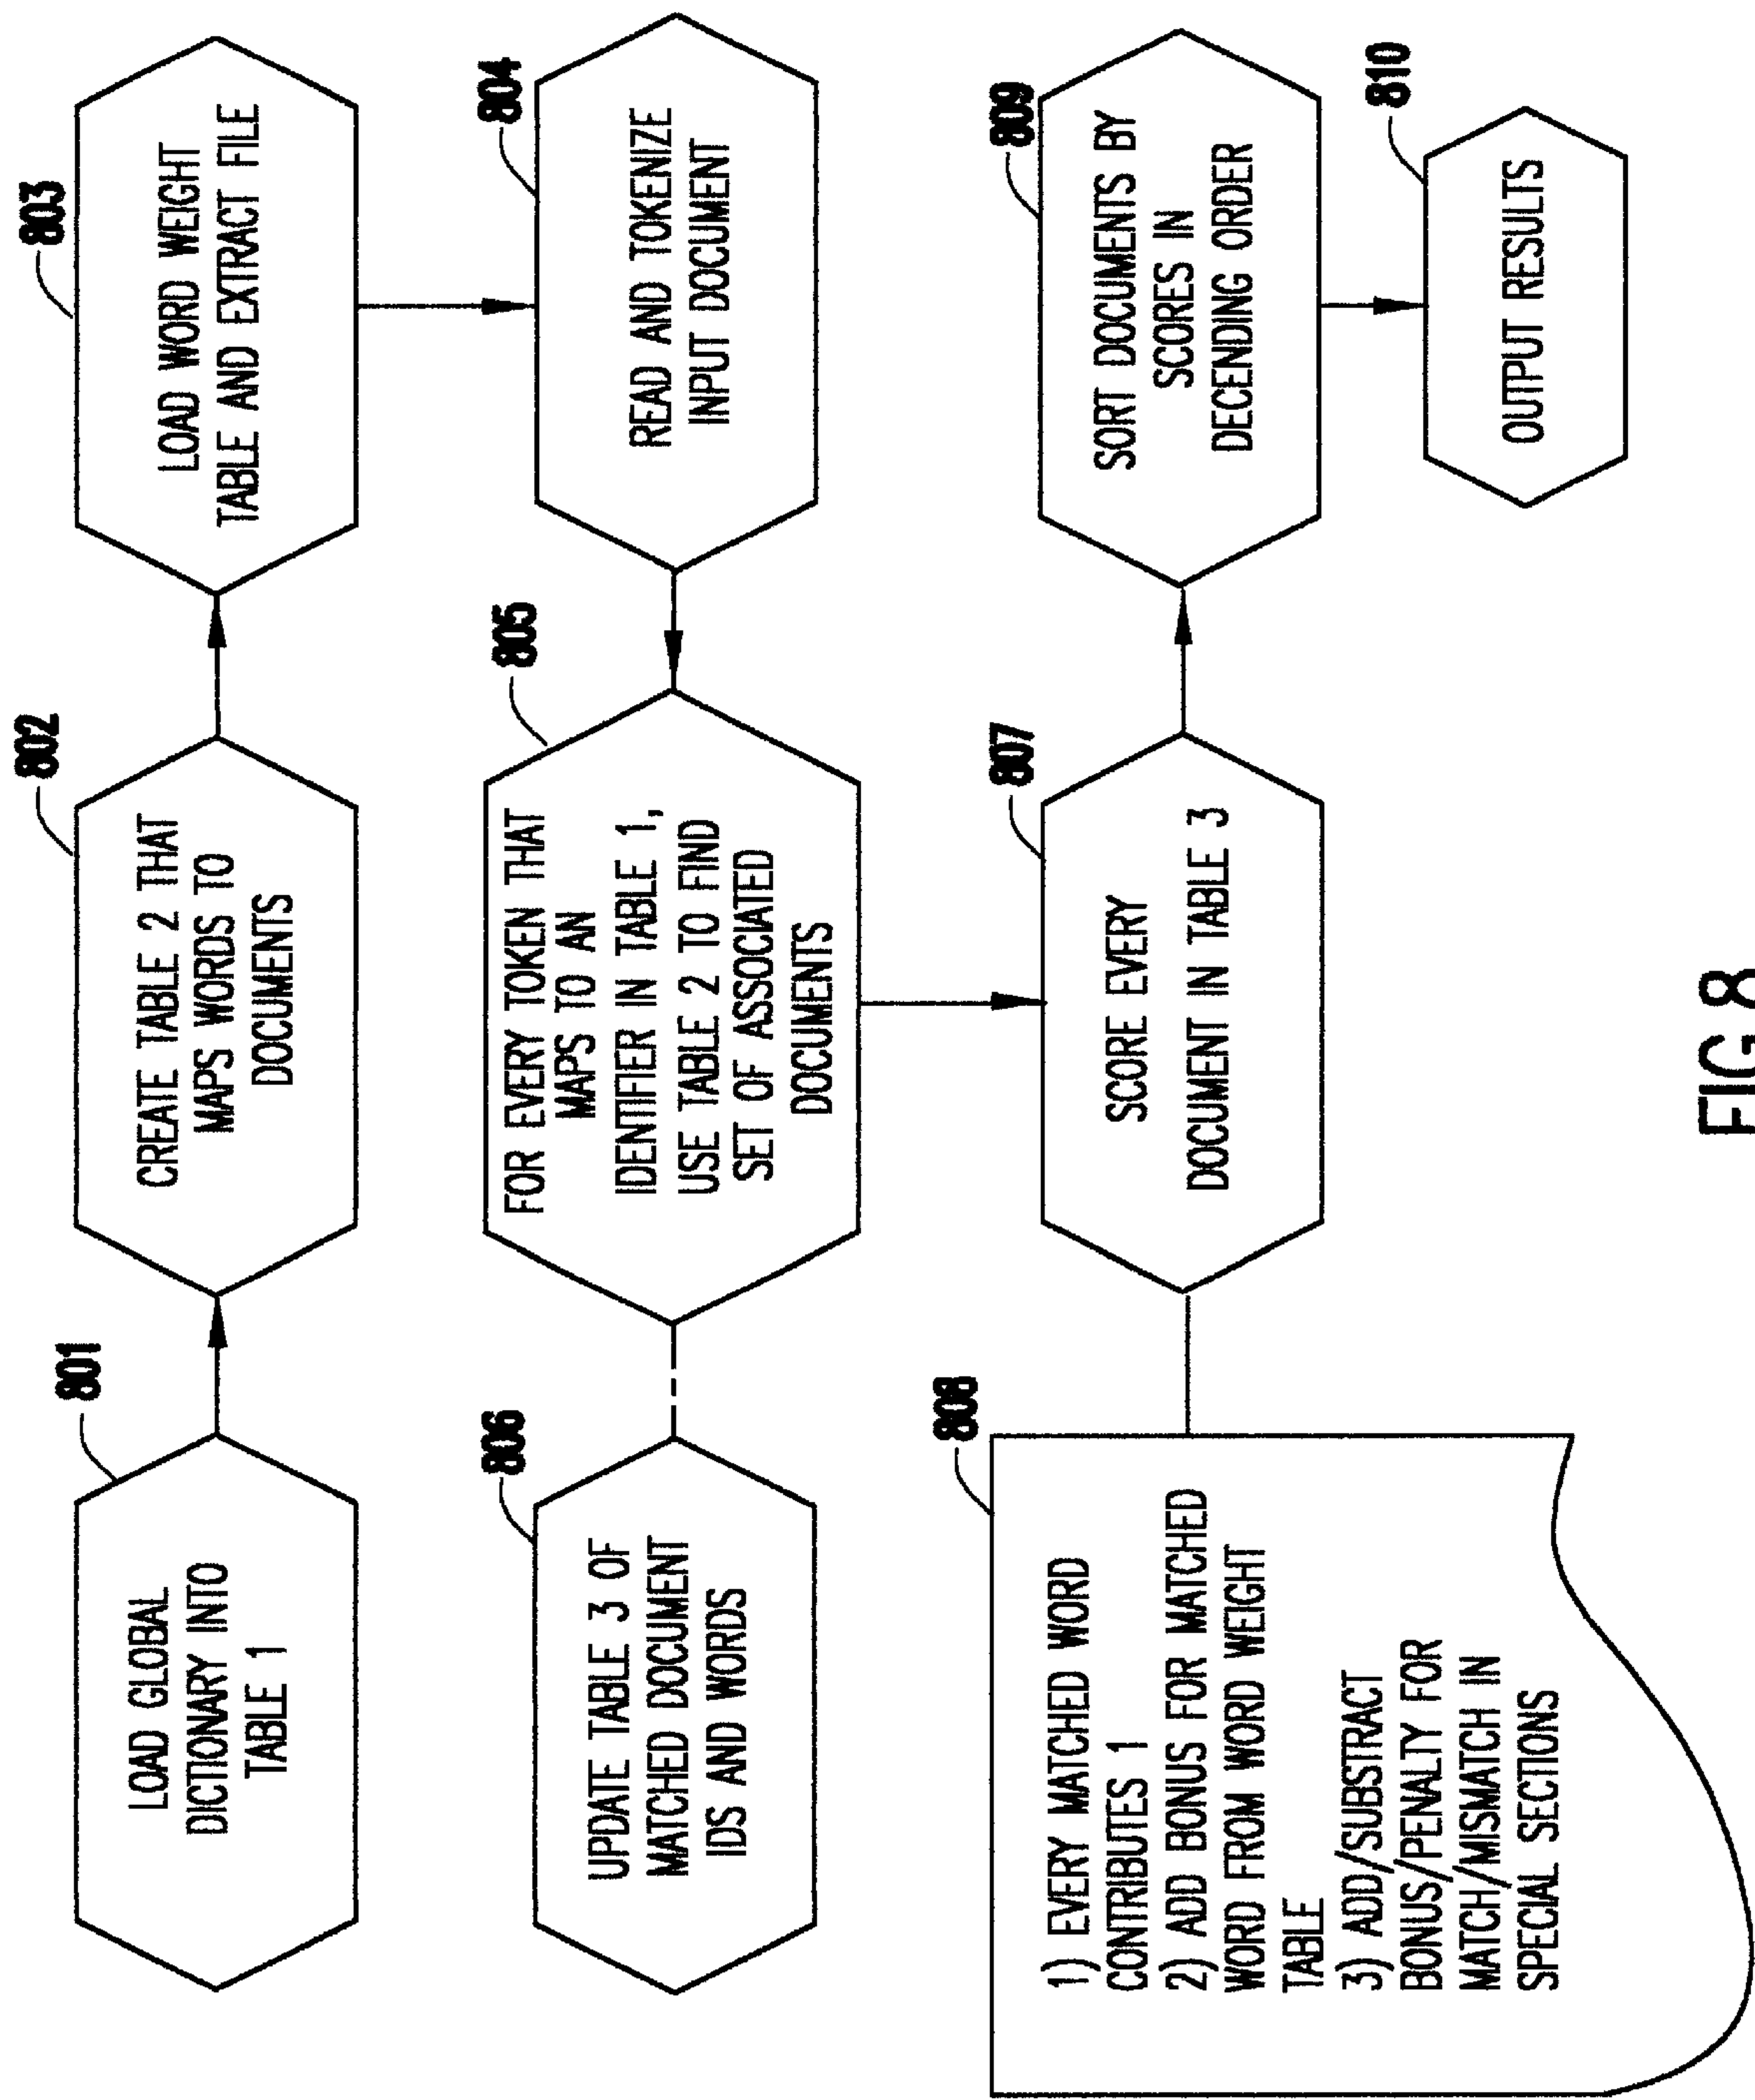 801
LOAD GLOBAL
DICTIONARY INTO
TABLE 1
802
CREATE TABLE 2 THAT
MAPS WORDS TO
DOCUMENTS
803
LOAD WORD WEIGHT
TABLE AND EXTRACT FILE
804
READ AND TOKENIZE
INPUT DOCUMENT
805
FOR EVERY TOKEN THAT
MAPS TO AN
IDENTIFIER IN TABLE 1,
USE TABLE 2 TO FIND
SET OF ASSOCIATED
DOCUMENTS
806
UPDATE TABLE 3 OF
MATCHED DOCUMENT
IDS AND WORDS
807
SCORE EVERY
DOCUMENT IN TABLE 3
808
1) EVERY MATCHED WORD
CONTRIBUTES 1
2) ADD BONUS FOR MATCHED
WORD FROM WORD WEIGHT
TABLE
3) ADD/SUBSTRACT
BONUS/PENALTY FOR
MATCH/MISMATCH IN
SPECIAL SECTIONS
809
SORT DOCUMENTS BY
SCORES IN
DECENDING ORDER
810
OUTPUT RESULTS
FIG.8